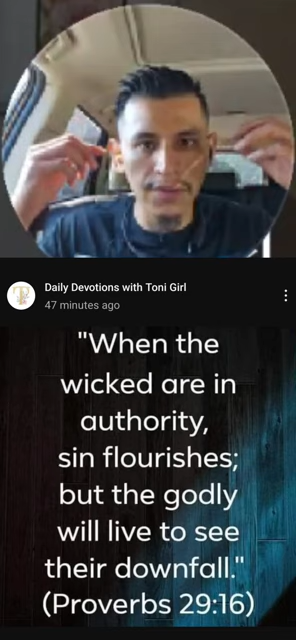 Daily Devotions with Toni Girl
47 minutes ago
"When the
wicked are in
authority,
sin flourishes;
but the godly
will live to see
their downfall."
(Proverbs 29:16)